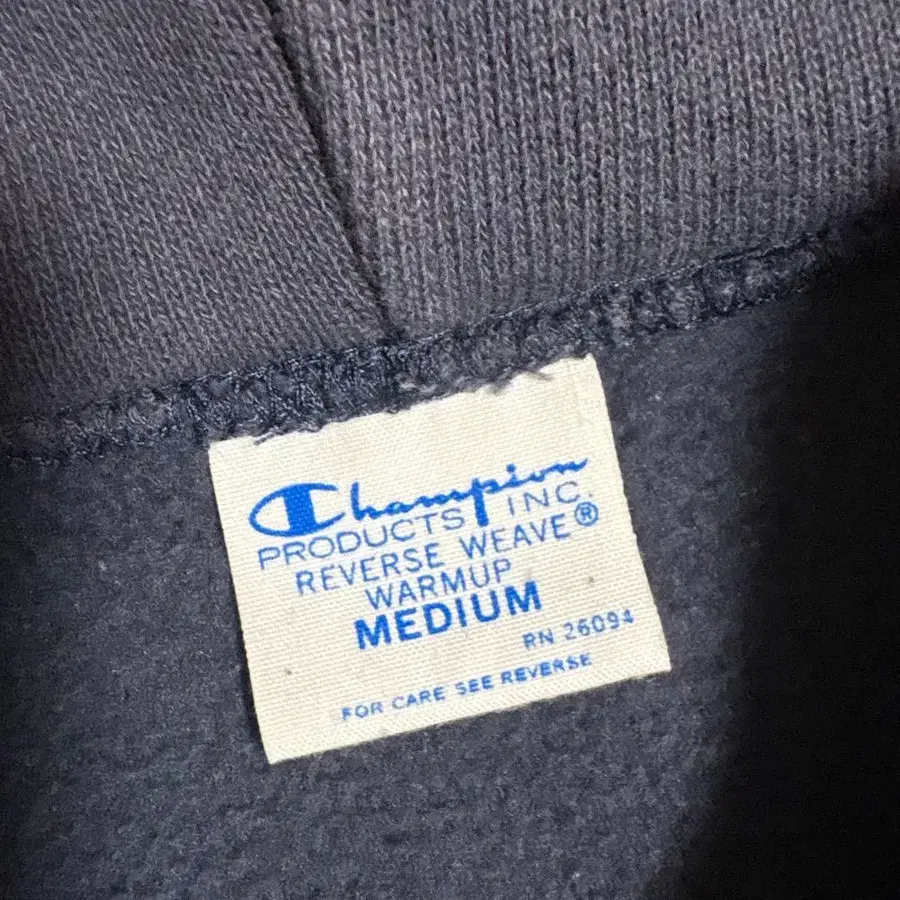 Champion
PRODUCTS INC.
REVERSE WEAVE®
WARMUP
MEDIUM
RN 26094
FOR CARE SEE REVERSE